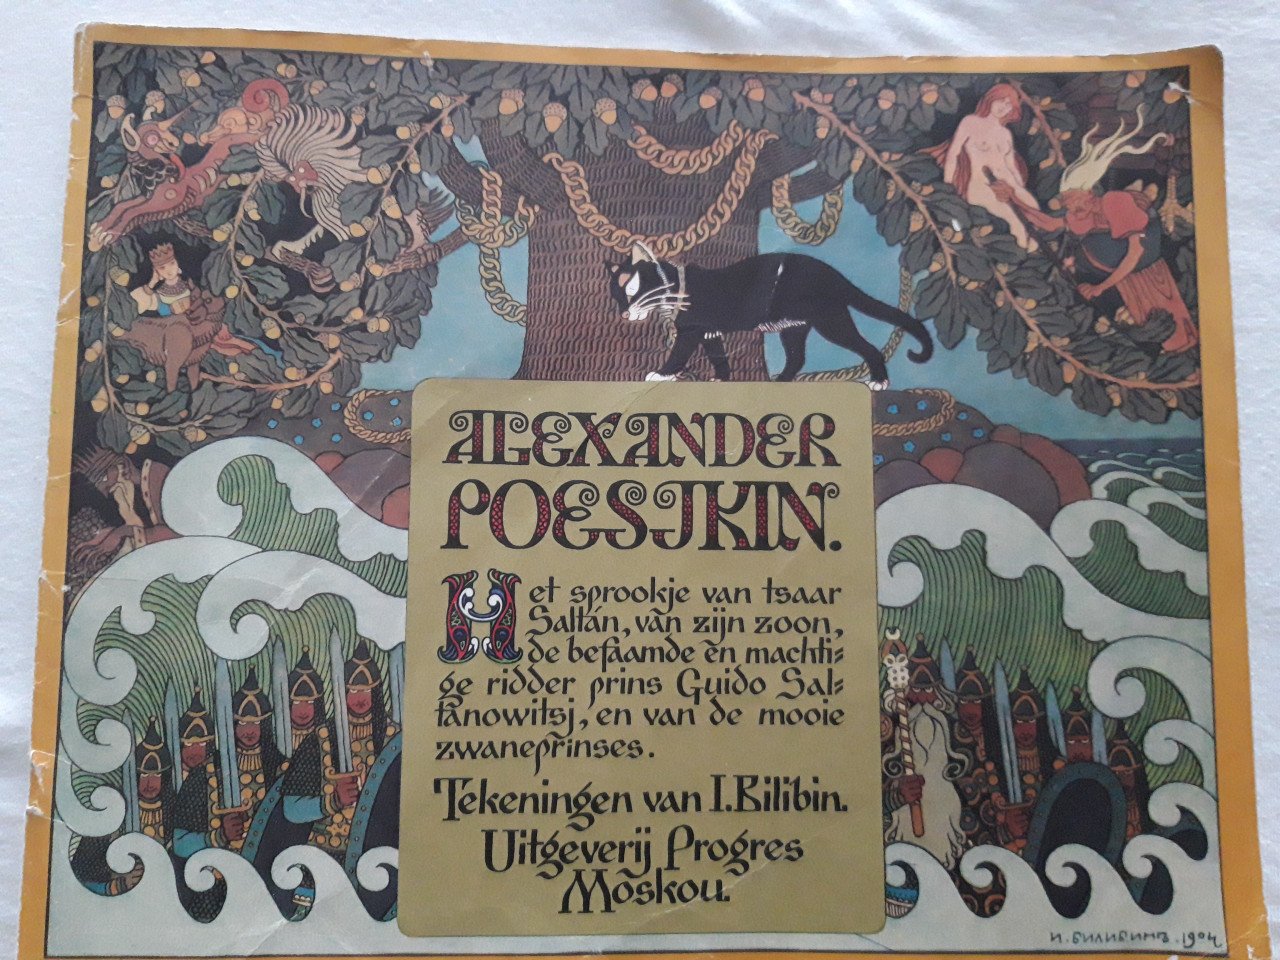 ALEXANDER
POESJKIN.
Het sprookje van tsaar
Saltán, van zijn zoon,
de befaamde en machti=
ge ridder prins Guido Sal=
tanowitsj, en van de mooie
zwaneprinses.
Tekeningen van I. Bilibin.
Uitgeverij Progres
Moskou.
И. БИЛИБИНЪ. 1904